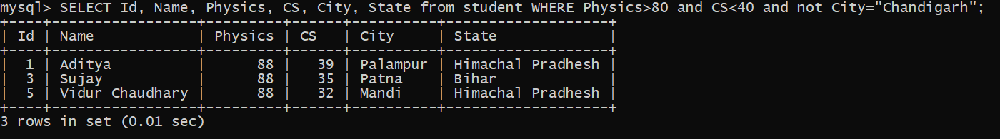 mysql> SELECT Id, Name, Physics, CS, City, State from student WHERE Physics>80 and CS<40 and not City="Chandigarh";
+----+-----------------+---------+------+----------+-------------------+
| Id | Name            | Physics | CS   | City     | State             |
+----+-----------------+---------+------+----------+-------------------+
|  1 | Aditya          |      88 |   39 | Palampur | Himachal Pradhesh |
|  3 | Sujay           |      88 |   35 | Patna    | Bihar             |
|  5 | Vidur Chaudhary |      88 |   32 | Mandi    | Himachal Pradhesh |
+----+-----------------+---------+------+----------+-------------------+
3 rows in set (0.01 sec)